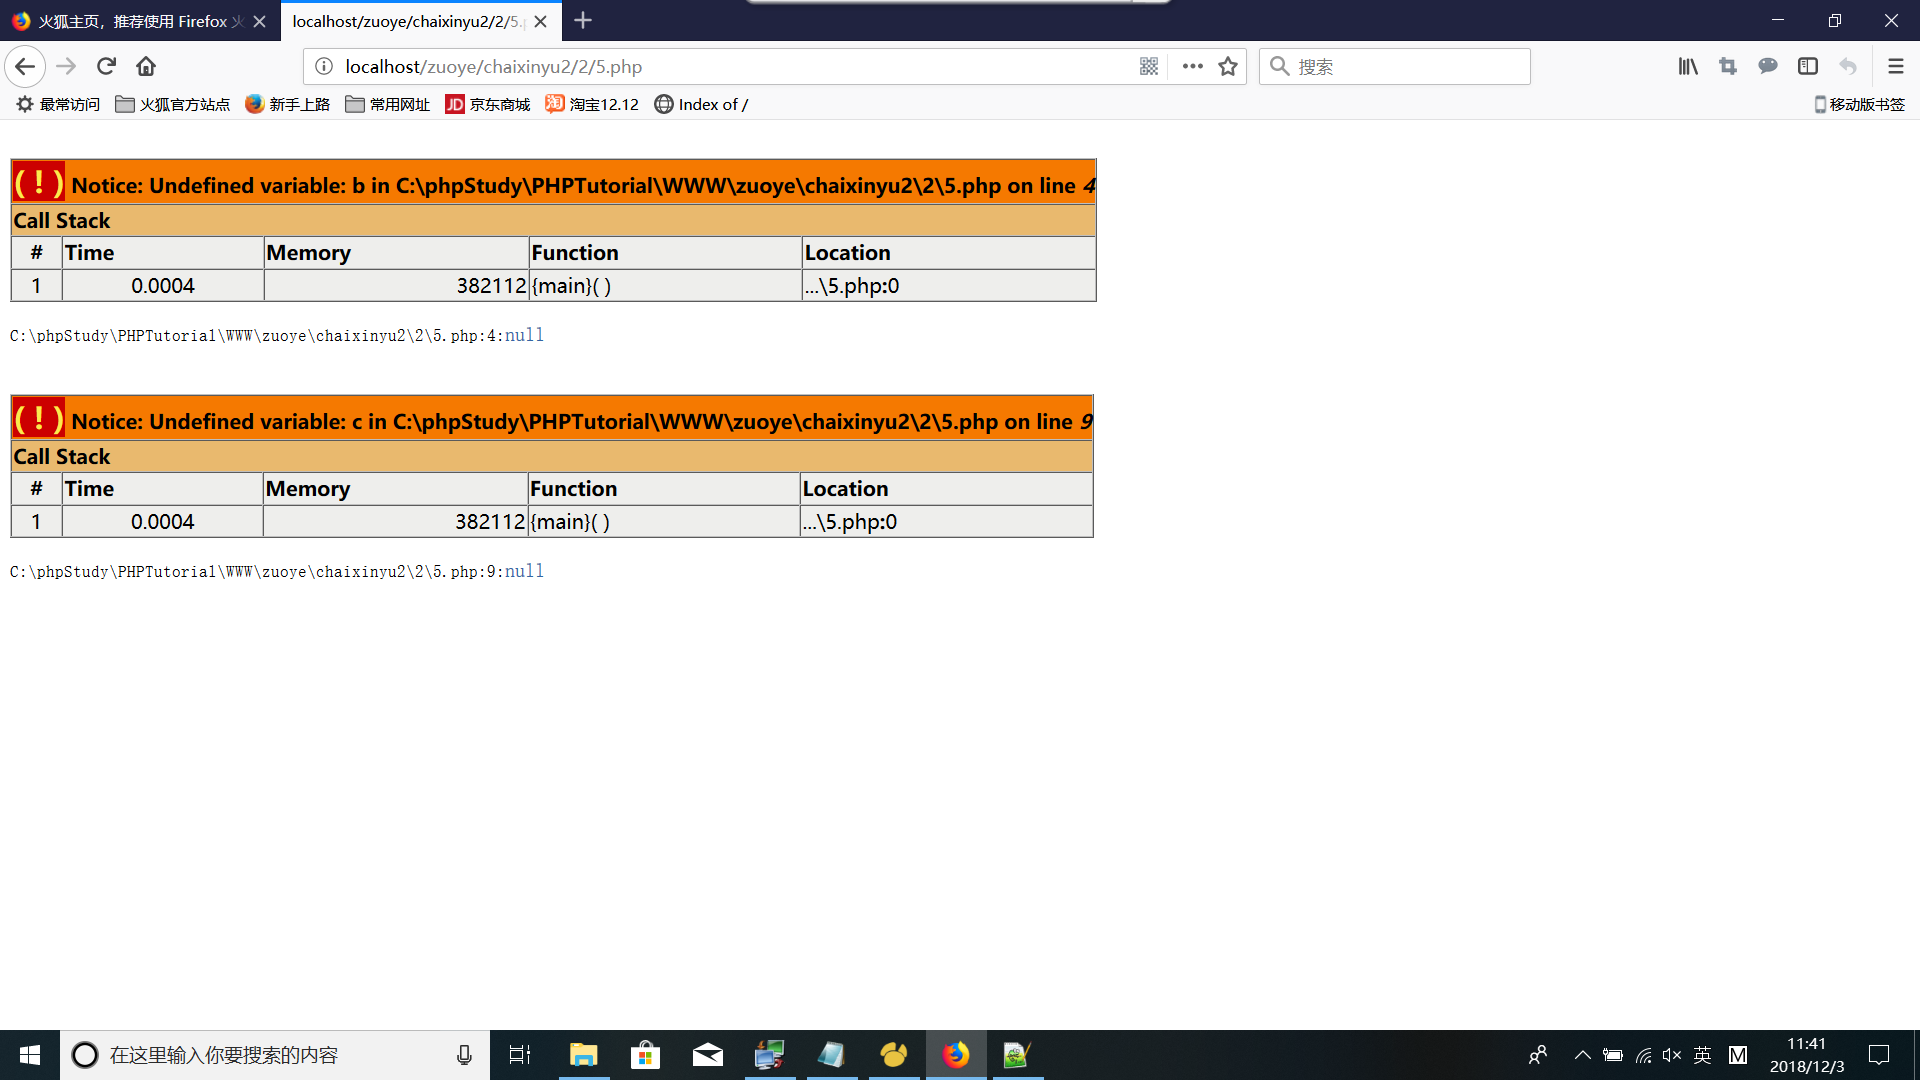 火狐主页，推荐使用 Firefox 火
localhost/zuoye/chaixinyu2/2/5.p
localhost/zuoye/chaixinyu2/2/5.php
搜索
最常访问 火狐官方站点 新手上路 常用网址 JD 京东商城 淘 淘宝12.12 Index of /
移动版书签
( ! ) Notice: Undefined variable: b in C:\phpStudy\PHPTutorial\WWW\zuoye\chaixinyu2\2\5.php on line 4
Call Stack
# Time Memory Function Location
1 0.0004 382112 {main}( ) ...\5.php:0
C:\phpStudy\PHPTutorial\WWW\zuoye\chaixinyu2\2\5.php:4:null
( ! ) Notice: Undefined variable: c in C:\phpStudy\PHPTutorial\WWW\zuoye\chaixinyu2\2\5.php on line 9
Call Stack
# Time Memory Function Location
1 0.0004 382112 {main}( ) ...\5.php:0
C:\phpStudy\PHPTutorial\WWW\zuoye\chaixinyu2\2\5.php:9:null
在这里输入你要搜索的内容
英 M
11:41
2018/12/3